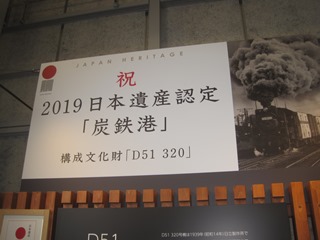 JAPAN HERITAGE
祝
2019日本遺産認定
「炭鉄港」
構成文化財「D51 320」
D51